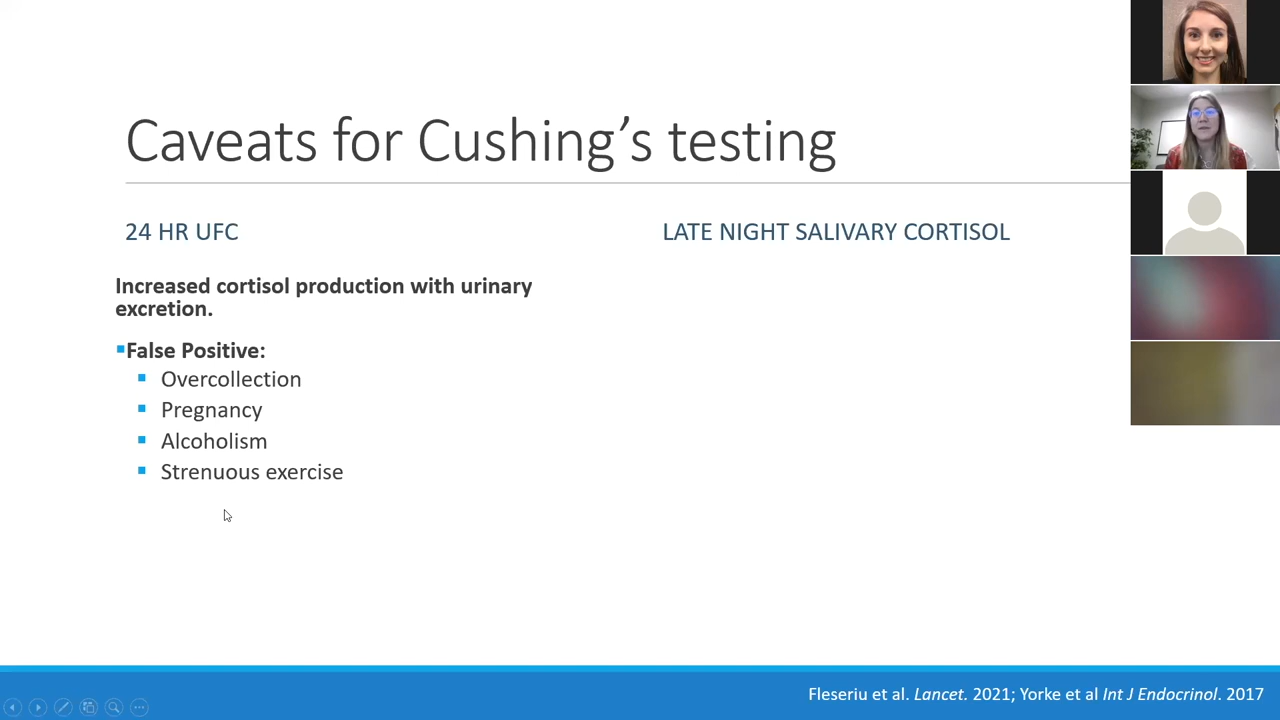 Caveats for Cushing’s testing
24 HR UFC
Increased cortisol production with urinary
excretion.
False Positive:
Overcollection
Pregnancy
Alcoholism
Strenuous exercise
LATE NIGHT SALIVARY CORTISOL
Fleseriu et al. Lancet. 2021; Yorke et al Int J Endocrinol. 2017